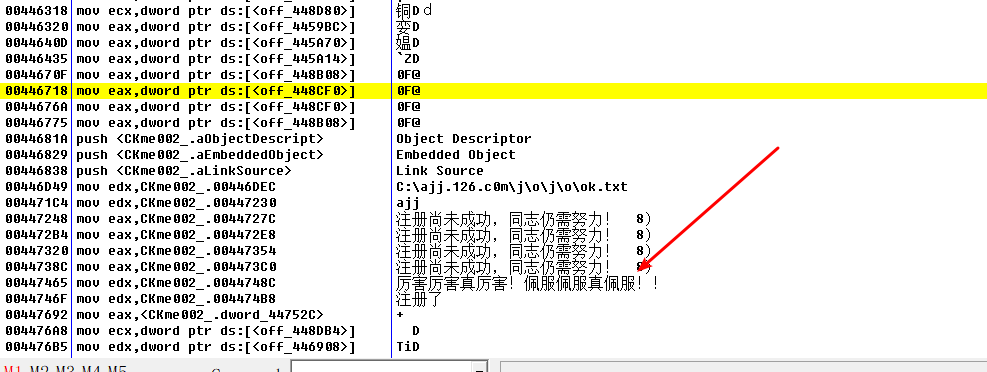 00446318 mov ecx,dword ptr ds:[<off_448D80>] 铜D d
00446320 mov eax,dword ptr ds:[<off_4459BC>] 娈D
0044640D mov eax,dword ptr ds:[<off_445A70>] 媪D
00446435 mov eax,dword ptr ds:[<off_445A14>] `ZD
0044670F mov eax,dword ptr ds:[<off_448B08>] 0F@
00446718 mov eax,dword ptr ds:[<off_448CF0>] 0F@
0044676A mov eax,dword ptr ds:[<off_448CF0>] 0F@
00446775 mov eax,dword ptr ds:[<off_448B08>] 0F@
0044681A push <CKme002_.aObjectDescript> Object Descriptor
00446829 push <CKme002_.aEmbeddedObject> Embedded Object
00446838 push <CKme002_.aLinkSource> Link Source
00446D49 mov edx,CKme002_.00446DEC C:\ajj.126.c0m\j\o\j\o\ok.txt
004471C4 mov edx,CKme002_.00447230 ajj
00447248 mov eax,CKme002_.0044727C 注册尚未成功，同志仍需努力！ 8)
004472B4 mov eax,CKme002_.004472E8 注册尚未成功，同志仍需努力！ 8)
00447320 mov eax,CKme002_.00447354 注册尚未成功，同志仍需努力！ 8)
0044738C mov eax,CKme002_.004473C0 注册尚未成功，同志仍需努力！ 8)
00447465 mov edx,CKme002_.0044748C 厉害厉害真厉害！佩服佩服真佩服！！
0044746F mov edx,CKme002_.004474B8 注册了
00447692 mov eax,<CKme002_.dword_44752C> +
004476A8 mov ecx,dword ptr ds:[<off_448DB4>] D
004476B5 mov edx,dword ptr ds:[<off_446908>] TiD
M1 M2 M3 M4 M5